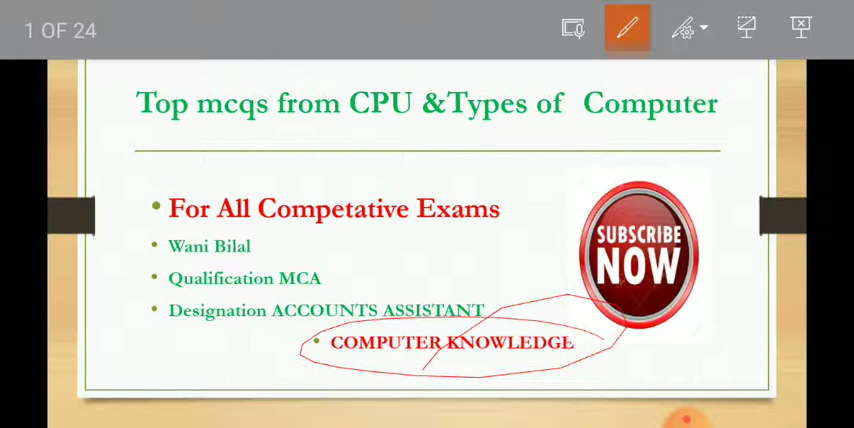 1 OF 24
Top mcqs from CPU &Types of Computer
For All Competative Exams
Wani Bilal
Qualification MCA
Designation ACCOUNTS ASSISTANT
COMPUTER KNOWLEDGE
SUBSCRIBE
NOW